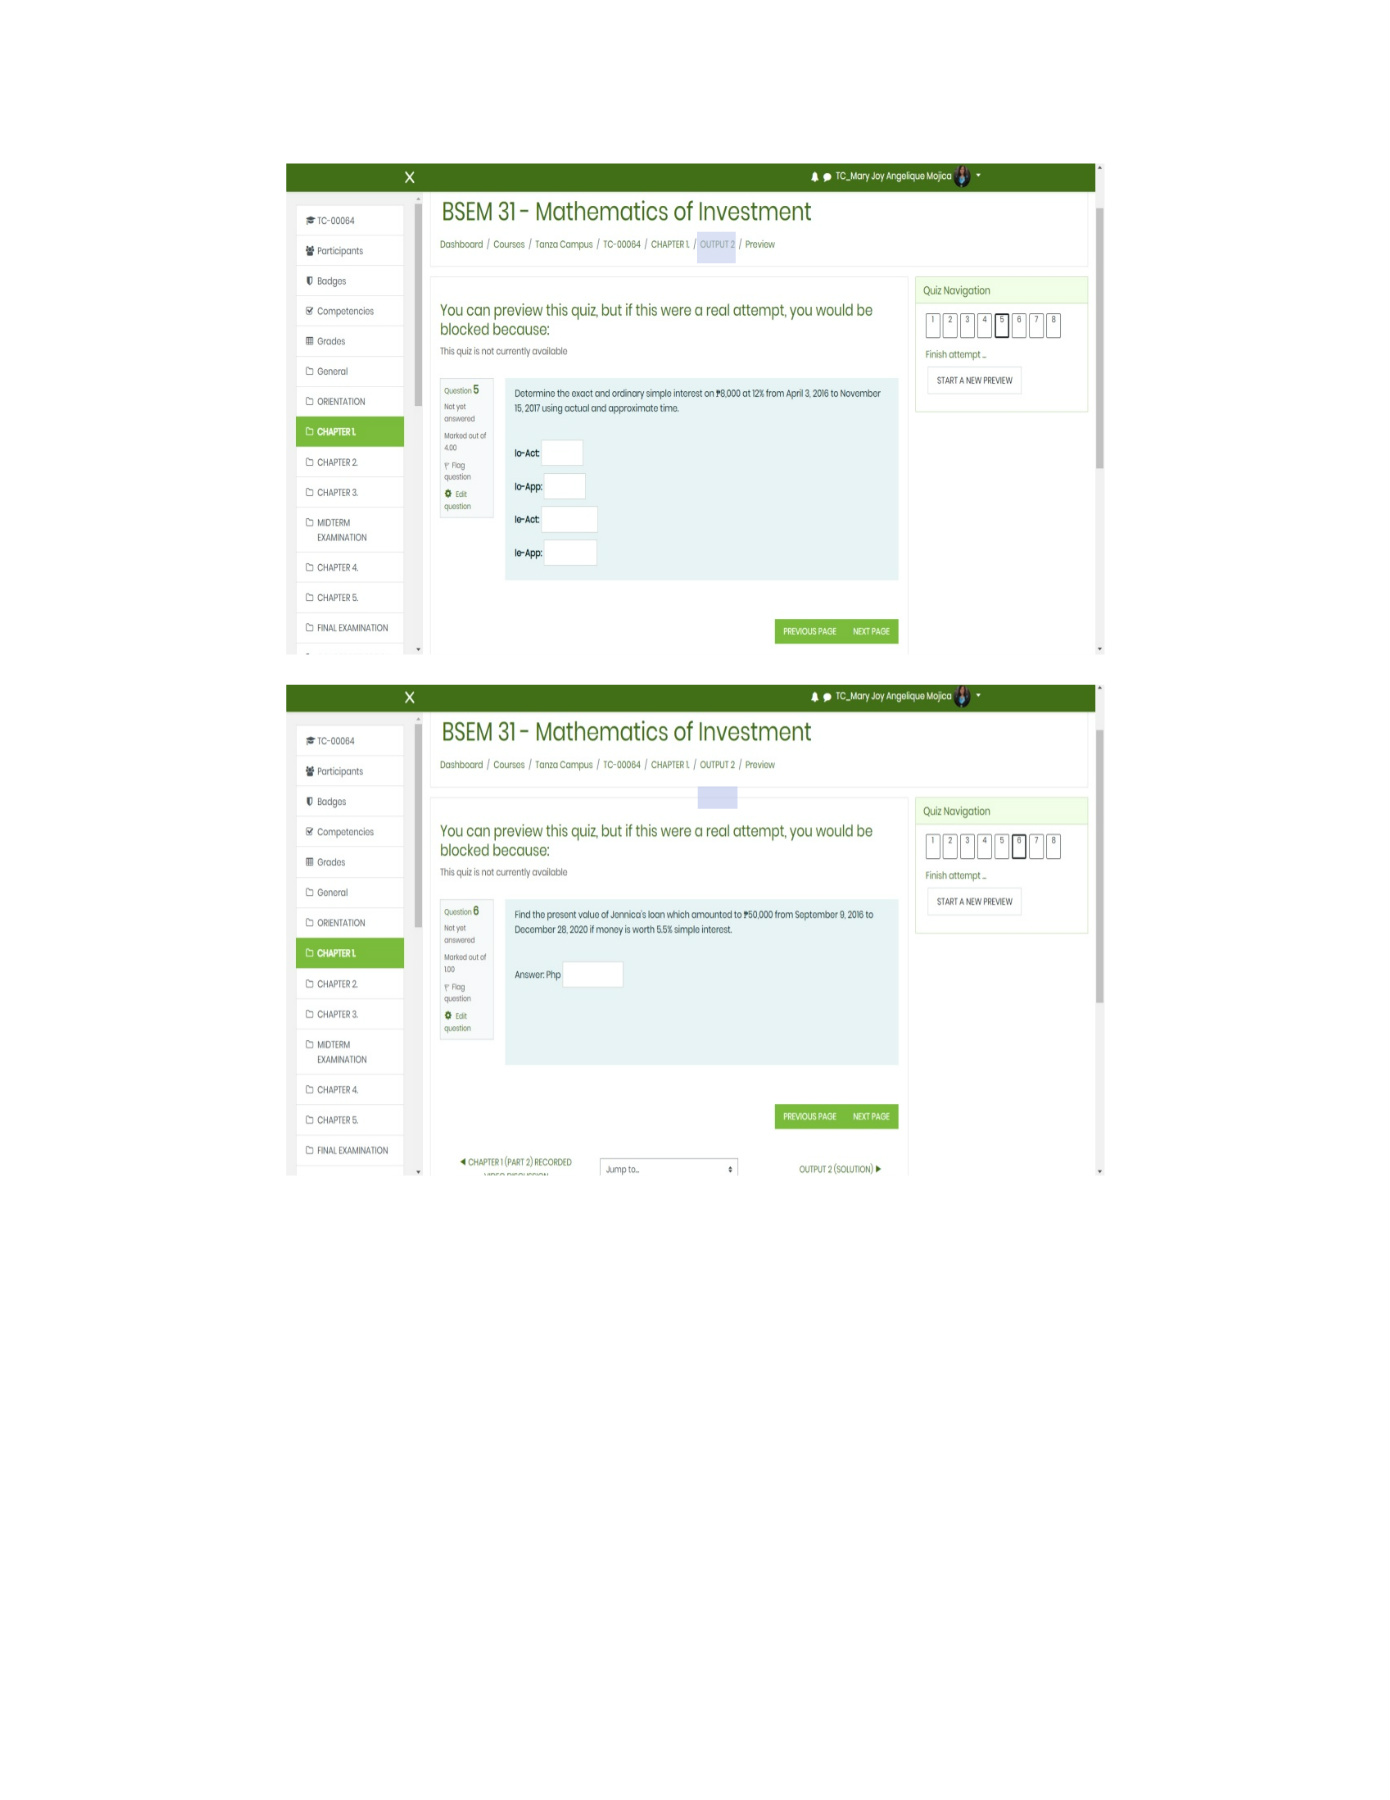 X
TC_Mary Joy Angelique Mojica
TC-00064
Participants
Badges
Competencies
Grades
General
ORIENTATION
CHAPTER 1.
CHAPTER 2.
CHAPTER 3.
MIDTERM
EXAMINATION
CHAPTER 4.
CHAPTER 5.
FINAL EXAMINATION
BSEM 31 - Mathematics of Investment
Dashboard / Courses / Tanza Campus / TC-00064 / CHAPTER 1. / OUTPUT 2 / Preview
You can preview this quiz, but if this were a real attempt, you would be
blocked because:
This quiz is not currently available
Question 5
Not yet
answered
Marked out of
4.00
Flag
question
Edit
question
Determine the exact and ordinary simple interest on ₱8,000 at 12% from April 3, 2016 to November
15, 2017 using actual and approximate time.
Io-Act:
Io-App:
Ie-Act:
Ie-App:
PREVIOUS PAGE NEXT PAGE
Quiz Navigation
1 2 3 4 5 6 7 8
Finish attempt ...
START A NEW PREVIEW
X
TC_Mary Joy Angelique Mojica
TC-00064
Participants
Badges
Competencies
Grades
General
ORIENTATION
CHAPTER 1.
CHAPTER 2.
CHAPTER 3.
MIDTERM
EXAMINATION
CHAPTER 4.
CHAPTER 5.
FINAL EXAMINATION
BSEM 31 - Mathematics of Investment
Dashboard / Courses / Tanza Campus / TC-00064 / CHAPTER 1. / OUTPUT 2 / Preview
You can preview this quiz, but if this were a real attempt, you would be
blocked because:
This quiz is not currently available
Question 6
Not yet
answered
Marked out of
1.00
Flag
question
Edit
question
Find the present value of Jennica's loan which amounted to ₱50,000 from September 9, 2016 to
December 28, 2020 if money is worth 5.5% simple interest.
Answer: Php
PREVIOUS PAGE NEXT PAGE
CHAPTER 1 (PART 2) RECORDED
VIDEO DISCUSSION
Jump to...
OUTPUT 2 (SOLUTION)
Quiz Navigation
1 2 3 4 5 6 7 8
Finish attempt ...
START A NEW PREVIEW